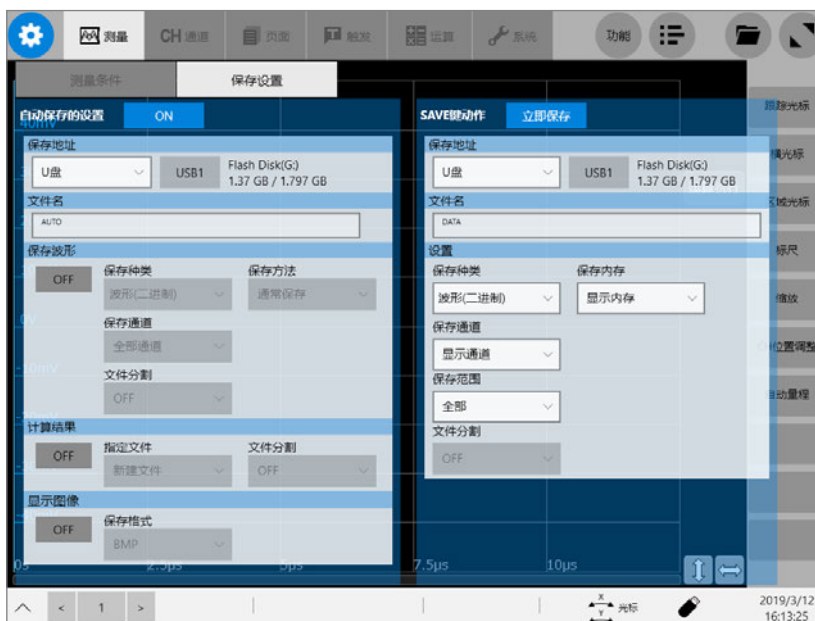 测量
CH 通道
页面
触发
运算
系统
功能
测量条件
保存设置
自动保存的设置
ON
SAVE键动作
立即保存
跟踪光标
横光标
区域光标
标尺
缩放
位置调整
自动量程
保存地址
U盘
USB1
Flash Disk(G:)
1.37 GB / 1.797 GB
文件名
AUTO
保存波形
OFF
保存种类
波形(二进制)
保存方法
通常保存
保存通道
全部通道
文件分割
OFF
计算结果
OFF
指定文件
新建文件
文件分割
OFF
显示图像
OFF
保存格式
BMP
保存地址
U盘
USB1
Flash Disk(G:)
1.37 GB / 1.797 GB
文件名
DATA
设置
保存种类
波形(二进制)
保存内存
显示内存
保存通道
显示通道
保存范围
全部
文件分割
OFF
40mV
0V
-10mV
0s
2.5µs
5µs
7.5µs
10µs
<
1
>
X
Y
光标
2019/3/12
16:13:25